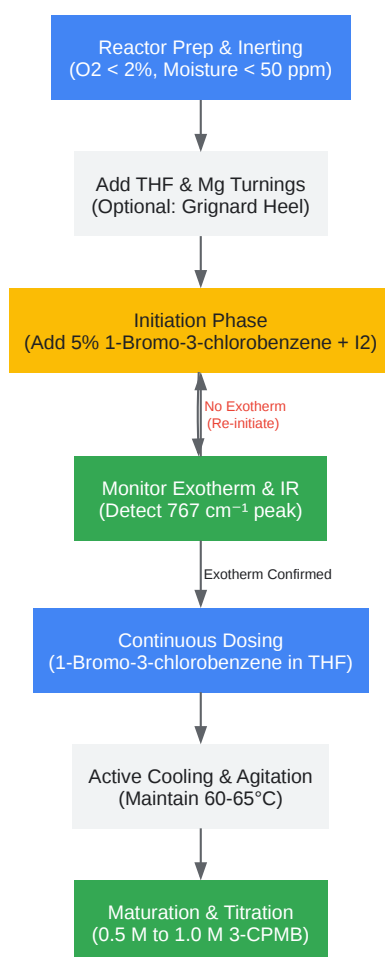 Reactor Prep & Inerting
(O2 < 2%, Moisture < 50 ppm)
Add THF & Mg Turnings
(Optional: Grignard Heel)
Initiation Phase
(Add 5% 1-Bromo-3-chlorobenzene + I2)
No Exotherm
(Re-initiate)
Monitor Exotherm & IR
(Detect 767 cm⁻¹ peak)
Exotherm Confirmed
Continuous Dosing
(1-Bromo-3-chlorobenzene in THF)
Active Cooling & Agitation
(Maintain 60-65°C)
Maturation & Titration
(0.5 M to 1.0 M 3-CPMB)